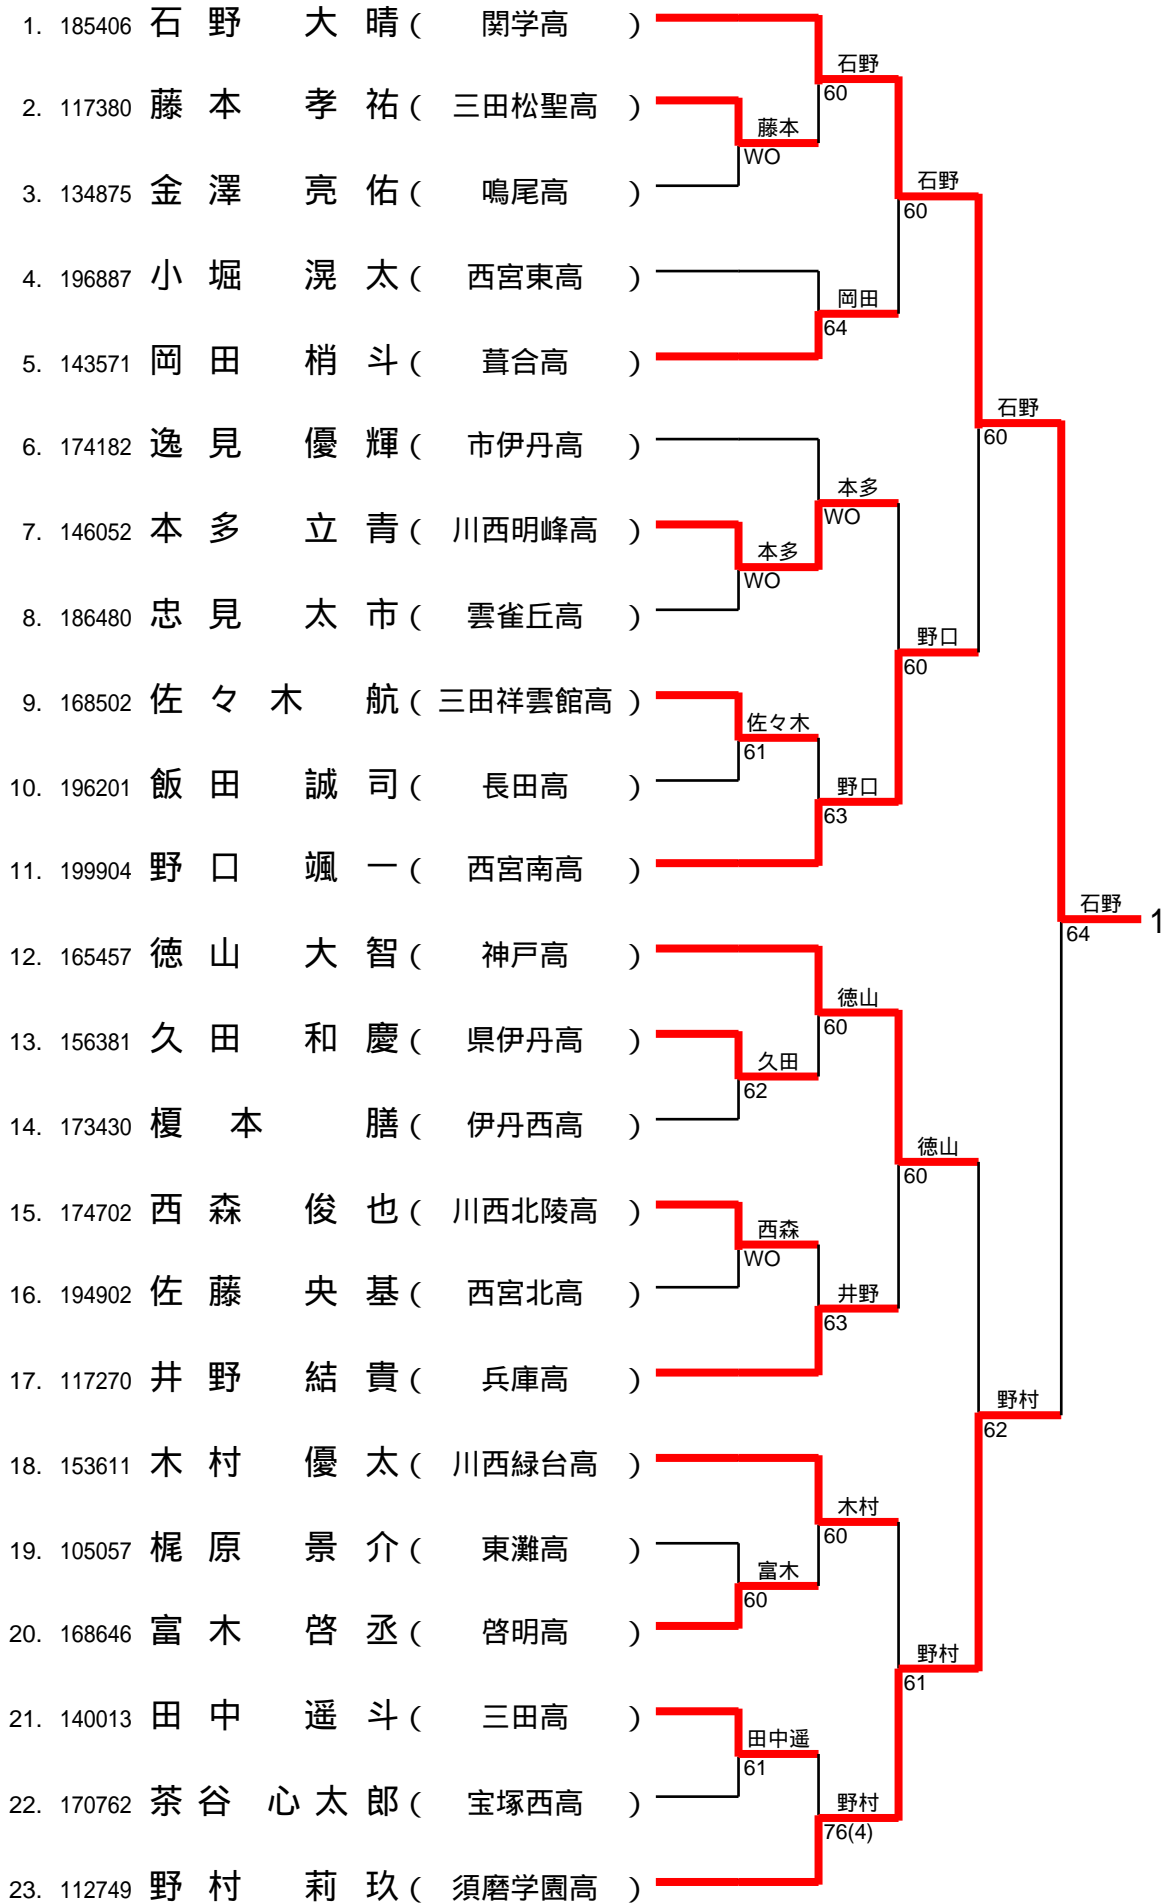 1. 185406 石野 大晴 ( 関学高 )
石野
60
2. 117380 藤本 孝祐 ( 三田松聖高 )
藤本
WO
3. 134875 金澤 亮佑 ( 鳴尾高 )
石野
60
4. 196887 小堀 滉太 ( 西宮東高 )
岡田
64
5. 143571 岡田 梢斗 ( 葺合高 )
石野
60
6. 174182 逸見 優輝 ( 市伊丹高 )
本多
WO
7. 146052 本多 立青 ( 川西明峰高 )
本多
WO
8. 186480 忠見 太市 ( 雲雀丘高 )
野口
60
9. 168502 佐々木 航 ( 三田祥雲館高 )
佐々木
61
10. 196201 飯田 誠司 ( 長田高 )
野口
63
11. 199904 野口 颯一 ( 西宮南高 )
石野 1
64
12. 165457 徳山 大智 ( 神戸高 )
徳山
60
13. 156381 久田 和慶 ( 県伊丹高 )
久田
62
14. 173430 榎本 膳 ( 伊丹西高 )
徳山
60
15. 174702 西森 俊也 ( 川西北陵高 )
西森
WO
16. 194902 佐藤 央基 ( 西宮北高 )
井野
63
17. 117270 井野 結貴 ( 兵庫高 )
野村
62
18. 153611 木村 優太 ( 川西緑台高 )
木村
60
19. 105057 梶原 景介 ( 東灘高 )
富木
60
20. 168646 富木 啓丞 ( 啓明高 )
野村
61
21. 140013 田中 遥斗 ( 三田高 )
田中遥
61
22. 170762 茶谷 心太郎 ( 宝塚西高 )
野村
76(4)
23. 112749 野村 莉玖 ( 須磨学園高 )